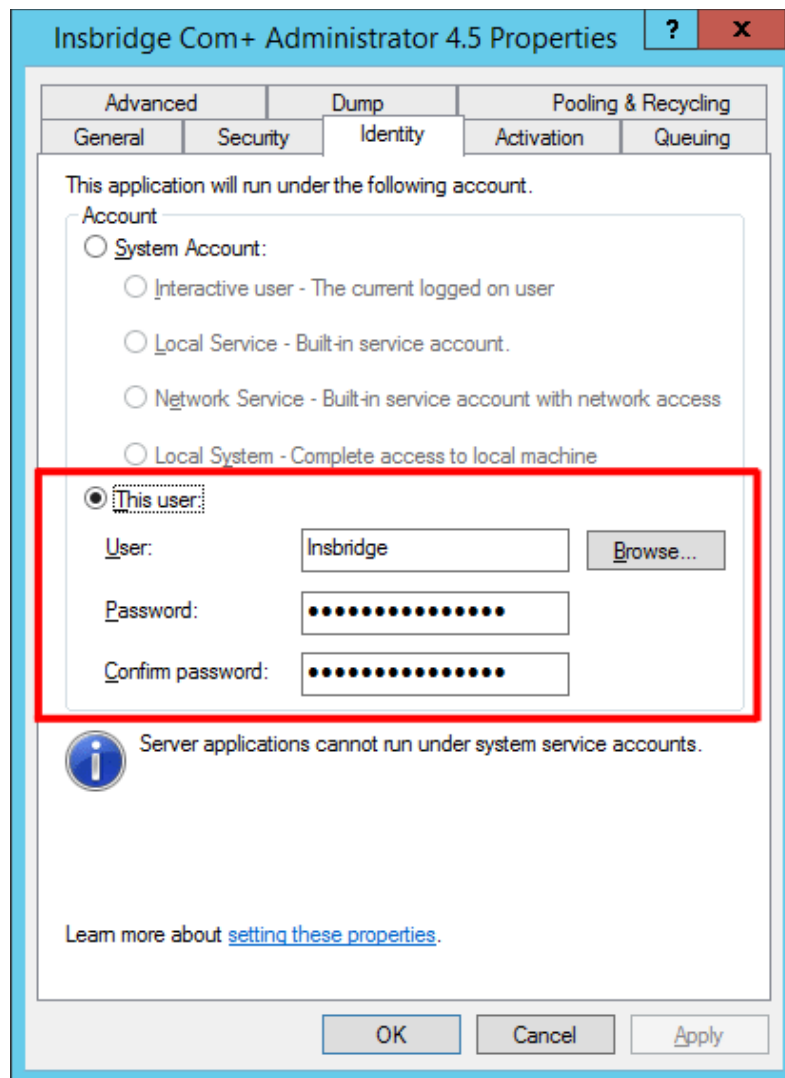 Insbridge Com+ Administrator 4.5 Properties ? x
Advanced Dump Pooling & Recycling
General Security Identity Activation Queuing
This application will run under the following account.
Account
System Account:
Interactive user - The current logged on user
Local Service - Built-in service account.
Network Service - Built-in service account with network access
Local System - Complete access to local machine
This user:
User: Insbridge Browse...
Password: •••••••••••••••
Confirm password: •••••••••••••••
Server applications cannot run under system service accounts.
Learn more about setting these properties.
OK Cancel Apply